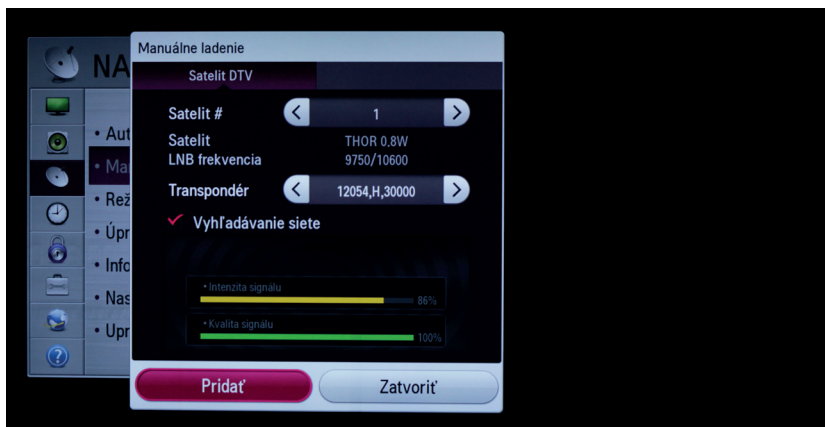 Manuálne ladenie
NA
Satelit DTV
Satelit # 1
Satelit THOR 0.8W
LNB frekvencia 9750/10600
Transpondér 12054,H,30000
Vyhľadávanie siete
• Intenzita signálu
86%
• Kvalita signálu
100%
Pridať Zatvoriť
• Aut
• Ma
• Rež
• Úpr
• Info
• Nas
• Upr
?